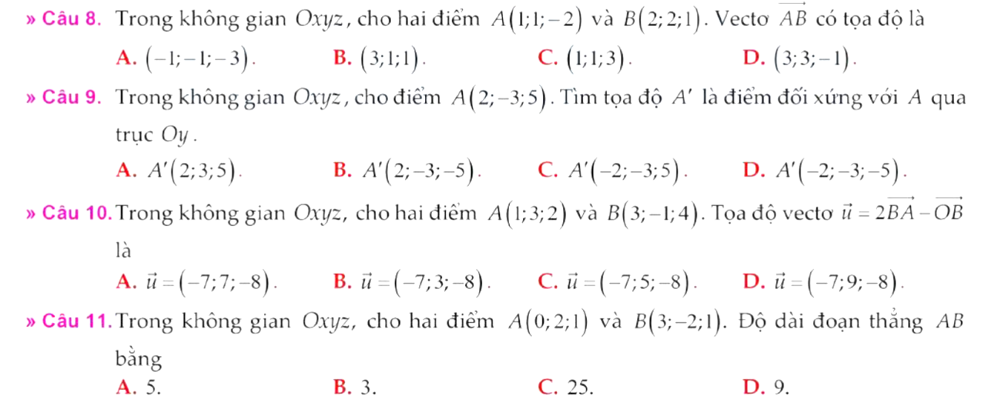 » Câu 8. Trong không gian Oxyz, cho hai điểm A(1;1;−2) và B(2;2;1). Vectơ \overrightarrow{AB} có tọa độ là
A. (−1;−1;−3). B. (3;1;1). C. (1;1;3). D. (3;3;−1).
» Câu 9. Trong không gian Oxyz, cho điểm A(2;−3;5). Tìm tọa độ A′ là điểm đối xứng với A qua
trục Oy.
A. A′(2;3;5). B. A′(2;−3;−5). C. A′(−2;−3;5). D. A′(−2;−3;−5).
» Câu 10. Trong không gian Oxyz, cho hai điểm A(1;3;2) và B(3;−1;4). Tọa độ vectơ \vec{u} = 2\overrightarrow{BA} − \overrightarrow{OB}
là
A. \vec{u} = (−7;7;−8). B. \vec{u} = (−7;3;−8). C. \vec{u} = (−7;5;−8). D. \vec{u} = (−7;9;−8).
» Câu 11. Trong không gian Oxyz, cho hai điểm A(0;2;1) và B(3;−2;1). Độ dài đoạn thẳng AB
bằng
A. 5. B. 3. C. 25. D. 9.